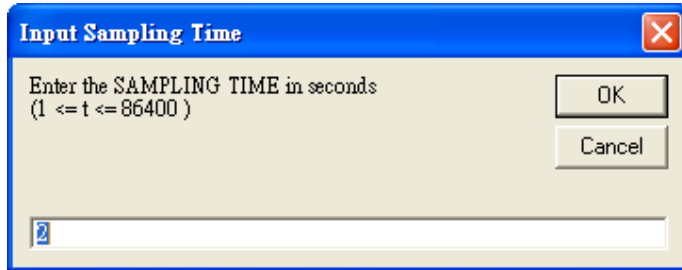 Input Sampling Time
Enter the SAMPLING TIME in seconds
(1 <= t <= 86400 )
OK
Cancel
2